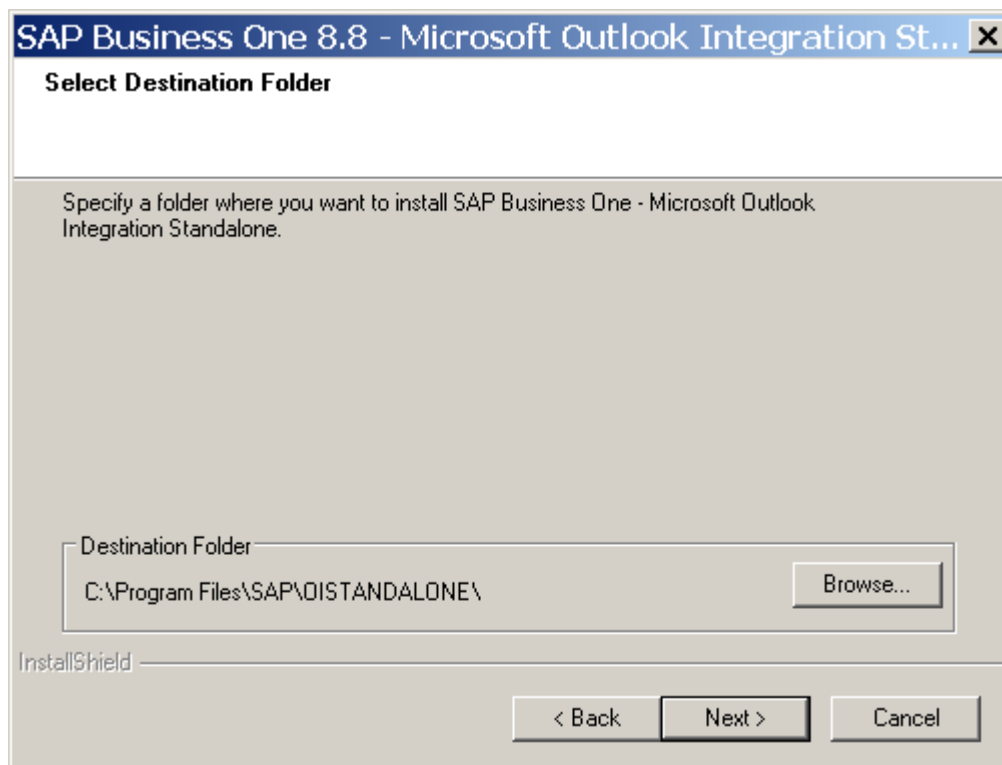 SAP Business One 8.8 - Microsoft Outlook Integration St...
Select Destination Folder
Specify a folder where you want to install SAP Business One - Microsoft Outlook
Integration Standalone.
Destination Folder
C:\Program Files\SAP\OISTANDALONE\
Browse...
InstallShield
< Back
Next >
Cancel